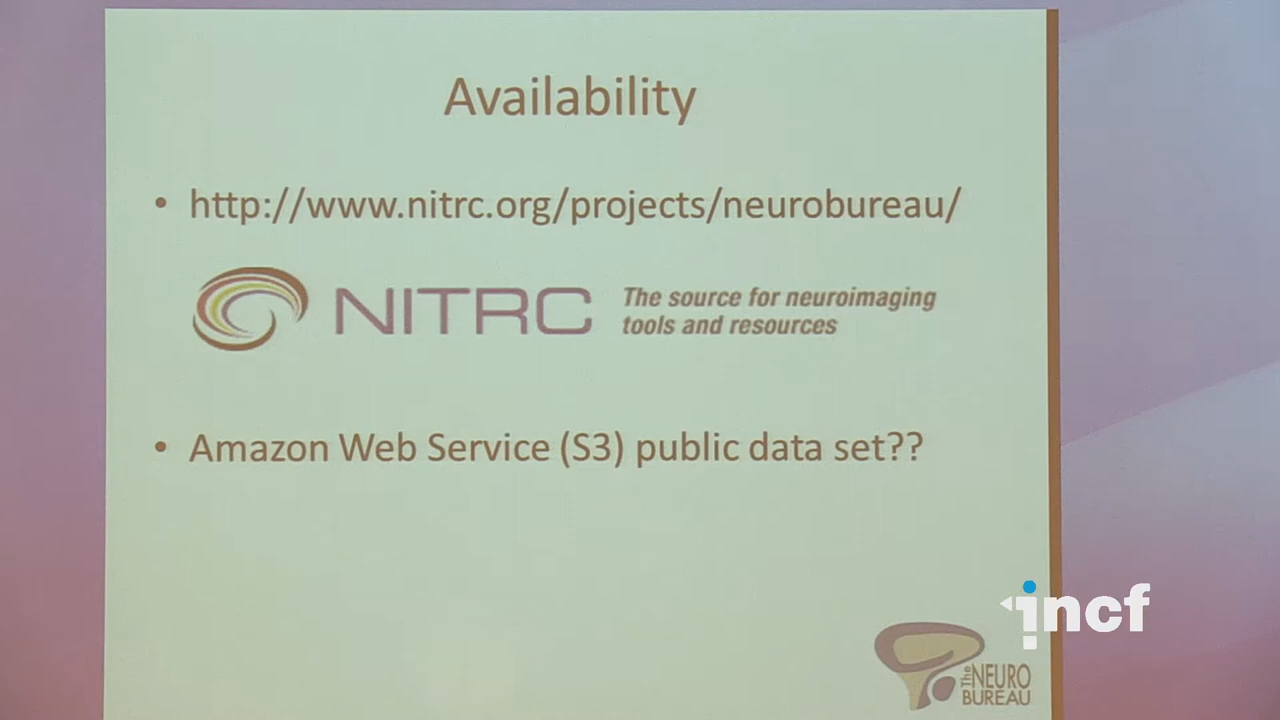 Availability
• http://www.nitrc.org/projects/neurobureau/
NITRC
The source for neuroimaging
tools and resources
• Amazon Web Service (S3) public data set??
incf
The NEURO
BUREAU